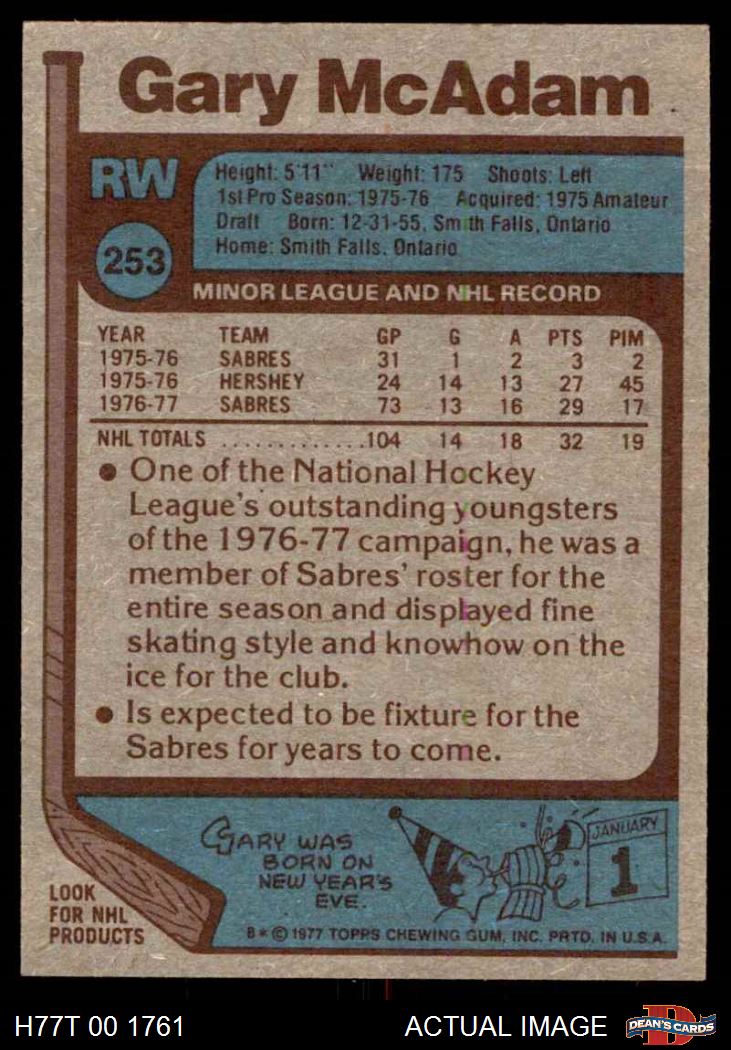 Gary McAdam
RW
Height: 5'11" Weight: 175 Shoots: Left
1st Pro Season: 1975-76 Acquired: 1975 Amateur
Draft Born: 12-31-55, Smith Falls, Ontario
Home: Smith Falls, Ontario
253
MINOR LEAGUE AND NHL RECORD
YEAR TEAM GP G A PTS PIM
1975-76 SABRES 31 1 2 3 2
1975-76 HERSHEY 24 14 13 27 45
1976-77 SABRES 73 13 16 29 17
NHL TOTALS ..............104 14 18 32 19
• One of the National Hockey
League's outstanding youngsters
of the 1976-77 campaign, he was a
member of Sabres' roster for the
entire season and displayed fine
skating style and knowhow on the
ice for the club.
• Is expected to be fixture for the
Sabres for years to come.
GARY WAS
BORN ON
NEW YEAR'S
EVE.
JANUARY
1
LOOK
FOR NHL
PRODUCTS
B * © 1977 TOPPS CHEWING GUM, INC. PRTD. IN U.S.A.
H77T 00 1761
ACTUAL IMAGE
D
DEAN'S CARDS